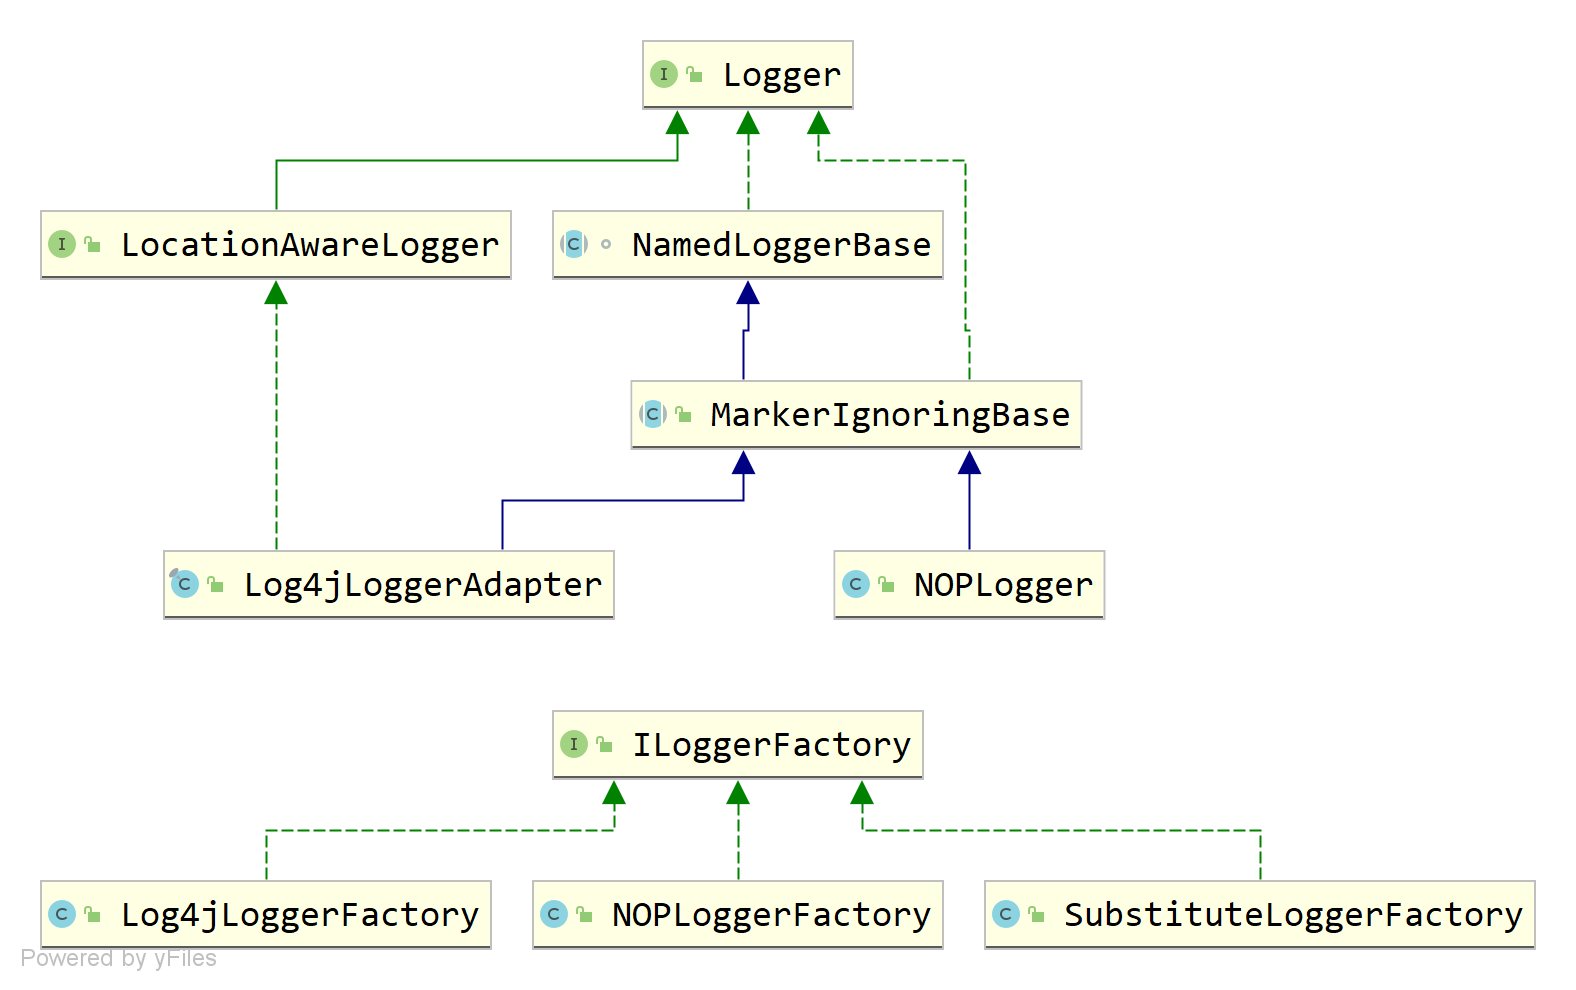 I Logger
I LocationAwareLogger
C NamedLoggerBase
C MarkerIgnoringBase
C Log4jLoggerAdapter
C NOPLogger
I ILoggerFactory
C Log4jLoggerFactory
C NOPLoggerFactory
C SubstituteLoggerFactory
Powered by yFiles